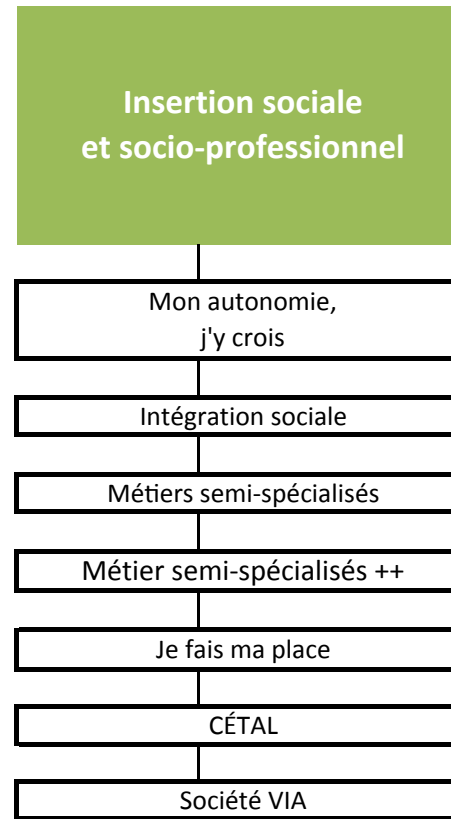 Insertion sociale
et socio-professionnel
Mon autonomie,
j'y crois
Intégration sociale
Métiers semi-spécialisés
Métier semi-spécialisés ++
Je fais ma place
CÉTAL
Société VIA